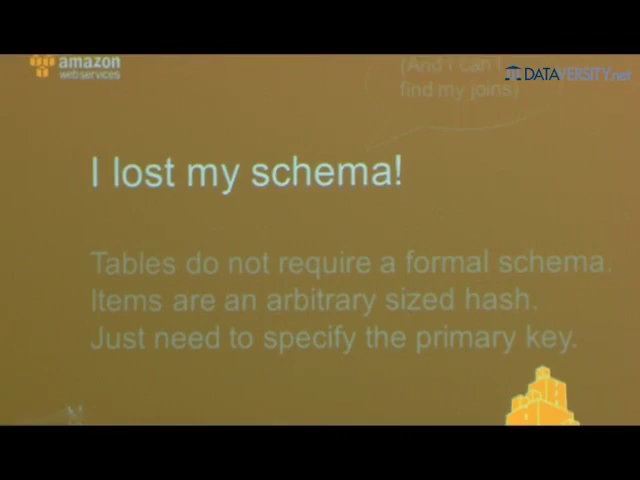 amazon
web services
(And I can't
find my joins)
DATAVERSITY.net
I lost my schema!
Tables do not require a formal schema.
Items are an arbitrary sized hash.
Just need to specify the primary key.